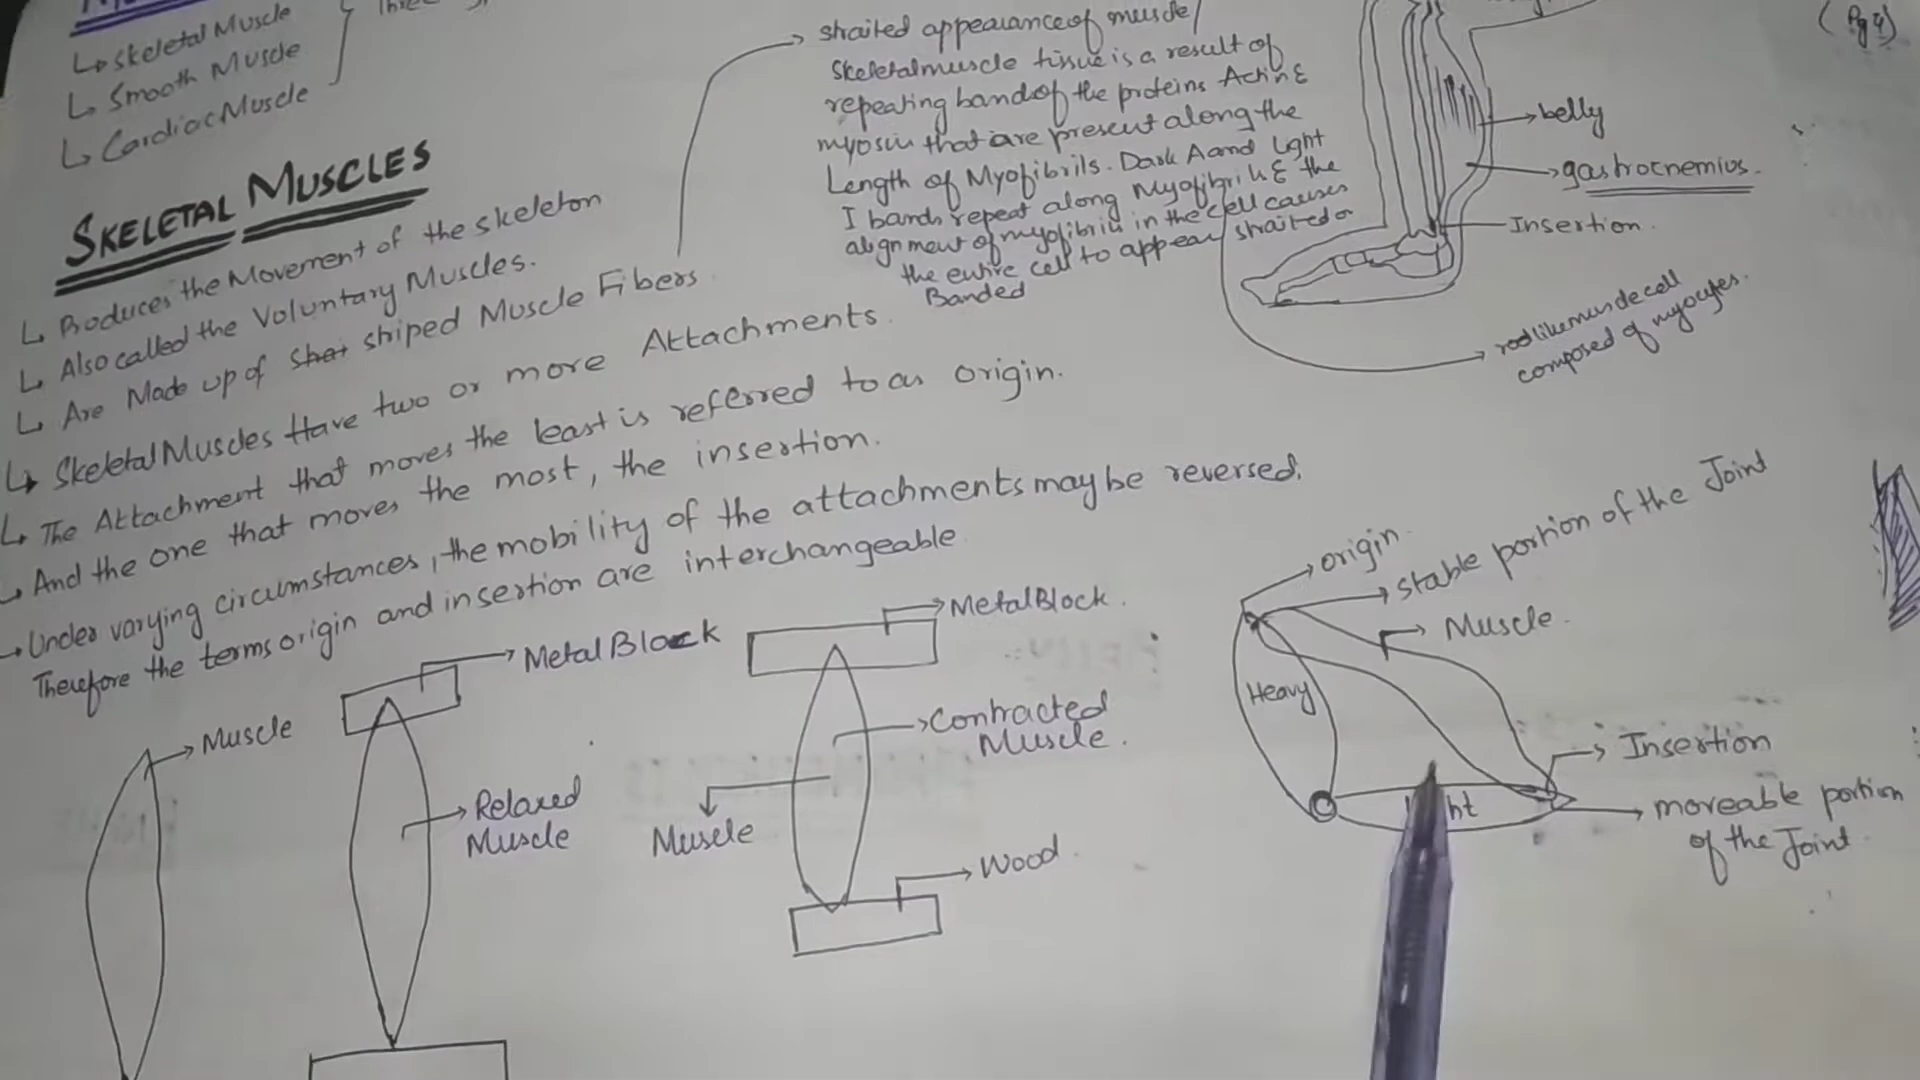 ↳ Skeletal Muscle
↳ Smooth Muscle
↳ Cardiac Muscle
SKELETAL MUSCLES
↳ Produces the Movement of the skeleton
↳ Also called the Voluntary Muscles.
↳ Are Made up of shiped Muscle Fibers
↳ Skeletal Muscles Have two or more Attachments.
↳ The Attachment that moves the least is referred to as origin.
→ And the one that moves the most, the insertion.
→ Under varying circumstances, the mobility of the attachments may be reversed.
Therefore the terms origin and insertion are interchangeable
straited appearance of muscle/
Skeletal muscle tissue is a result of
repeating band of the proteins Actin &
myosin that are present along the
Length of Myofibrils. Dark A and Light
I bands repeat along Myofibrils & the
alignment of myofibrils in the cell causes
the entire cell to appear straited or
Banded
(Pg 4)
belly
gastrocnemius.
Insertion.
rod like muscle cell
composed of myocytes.
Muscle
Metal Block
Relaxed
Muscle
Metal Block.
Contracted
Muscle.
Muscle
Wood.
origin.
stable portion of the Joint
Muscle.
Heavy
ht
Insertion
moveable portion
of the Joint.